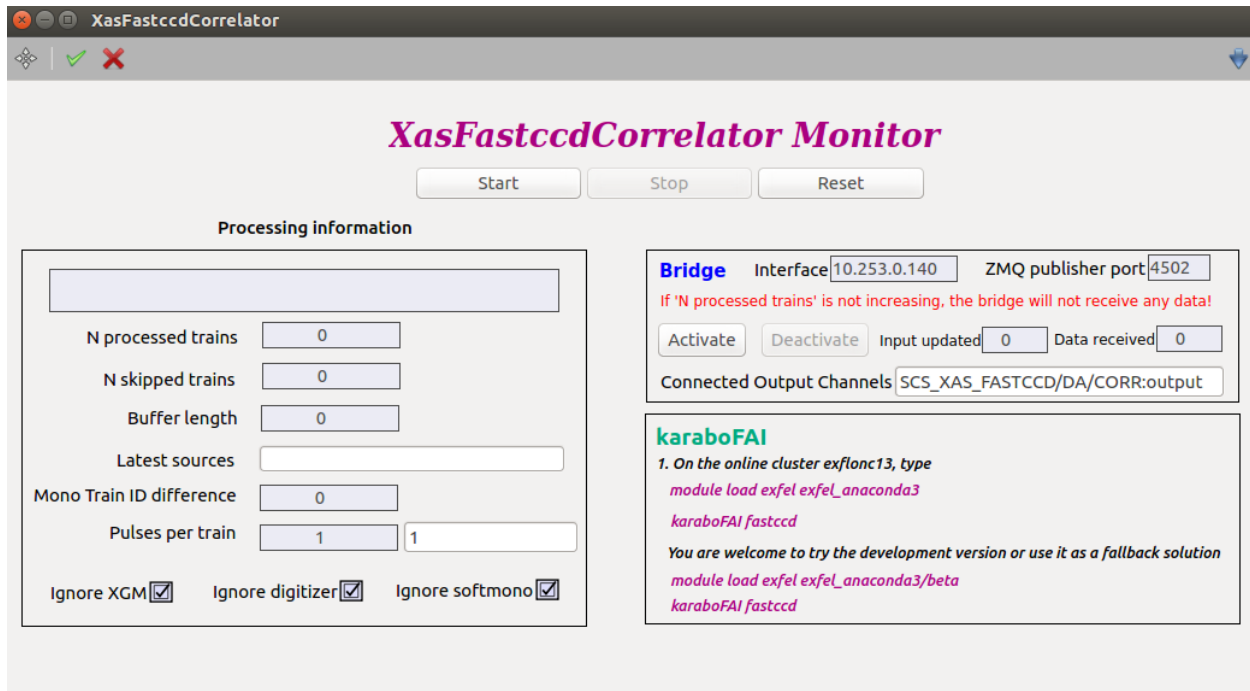 XasFastccdCorrelator
XasFastccdCorrelator Monitor
Start Stop Reset
Processing information
N processed trains 0
N skipped trains 0
Buffer length 0
Latest sources
Mono Train ID difference 0
Pulses per train 1 1
Ignore XGM Ignore digitizer Ignore softmono
Bridge Interface 10.253.0.140 ZMQ publisher port 4502
If 'N processed trains' is not increasing, the bridge will not receive any data!
Activate Deactivate Input updated 0 Data received 0
Connected Output Channels SCS_XAS_FASTCCD/DA/CORR:output
karaboFAI
1. On the online cluster exflonc13, type
module load exfel exfel_anaconda3
karaboFAI fastccd
You are welcome to try the development version or use it as a fallback solution
module load exfel exfel_anaconda3/beta
karaboFAI fastccd